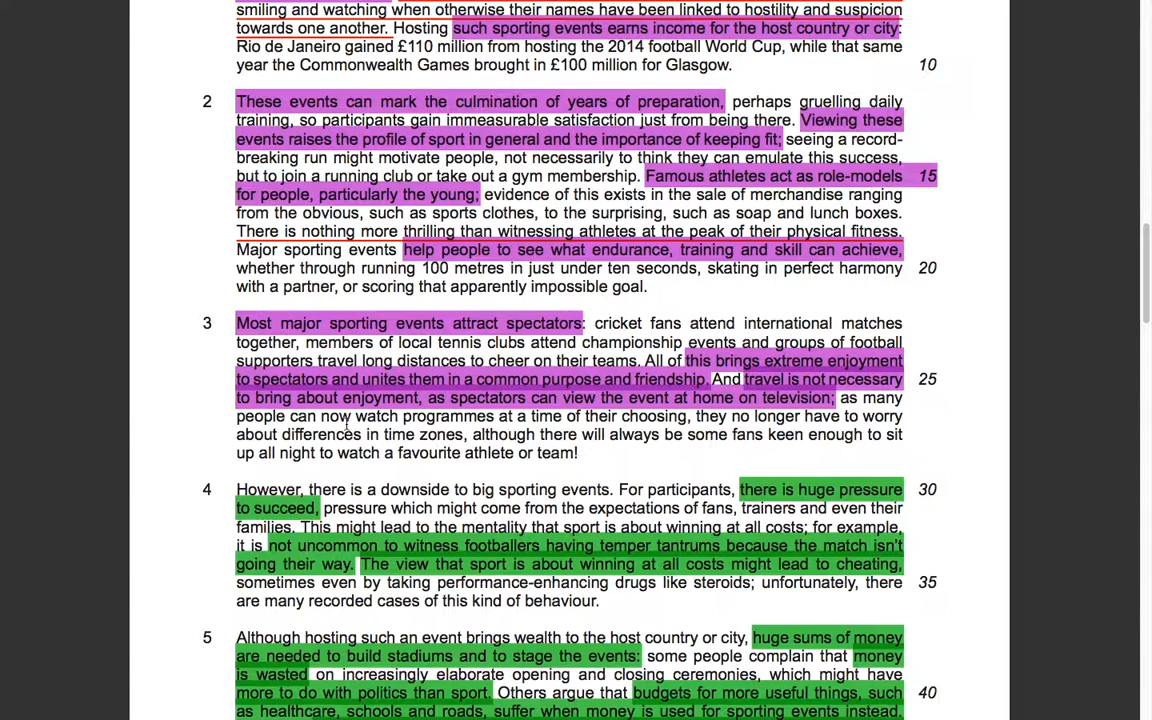 smiling and watching when otherwise their names have been linked to hostility and suspicion
towards one another. Hosting such sporting events earns income for the host country or city:
Rio de Janeiro gained £110 million from hosting the 2014 football World Cup, while that same
year the Commonwealth Games brought in £100 million for Glasgow. 10
2 These events can mark the culmination of years of preparation, perhaps gruelling daily
training, so participants gain immeasurable satisfaction just from being there. Viewing these
events raises the profile of sport in general and the importance of keeping fit; seeing a record-
breaking run might motivate people, not necessarily to think they can emulate this success,
but to join a running club or take out a gym membership. Famous athletes act as role-models 15
for people, particularly the young; evidence of this exists in the sale of merchandise ranging
from the obvious, such as sports clothes, to the surprising, such as soap and lunch boxes.
There is nothing more thrilling than witnessing athletes at the peak of their physical fitness.
Major sporting events help people to see what endurance, training and skill can achieve,
whether through running 100 metres in just under ten seconds, skating in perfect harmony 20
with a partner, or scoring that apparently impossible goal.
3 Most major sporting events attract spectators: cricket fans attend international matches
together, members of local tennis clubs attend championship events and groups of football
supporters travel long distances to cheer on their teams. All of this brings extreme enjoyment
to spectators and unites them in a common purpose and friendship. And travel is not necessary 25
to bring about enjoyment, as spectators can view the event at home on television; as many
people can now watch programmes at a time of their choosing, they no longer have to worry
about differences in time zones, although there will always be some fans keen enough to sit
up all night to watch a favourite athlete or team!
4 However, there is a downside to big sporting events. For participants, there is huge pressure 30
to succeed, pressure which might come from the expectations of fans, trainers and even their
families. This might lead to the mentality that sport is about winning at all costs; for example,
it is not uncommon to witness footballers having temper tantrums because the match isn't
going their way. The view that sport is about winning at all costs might lead to cheating,
sometimes even by taking performance-enhancing drugs like steroids; unfortunately, there 35
are many recorded cases of this kind of behaviour.
5 Although hosting such an event brings wealth to the host country or city, huge sums of money
are needed to build stadiums and to stage the events: some people complain that money
is wasted on increasingly elaborate opening and closing ceremonies, which might have
more to do with politics than sport. Others argue that budgets for more useful things, such 40
as healthcare, schools and roads, suffer when money is used for sporting events instead.